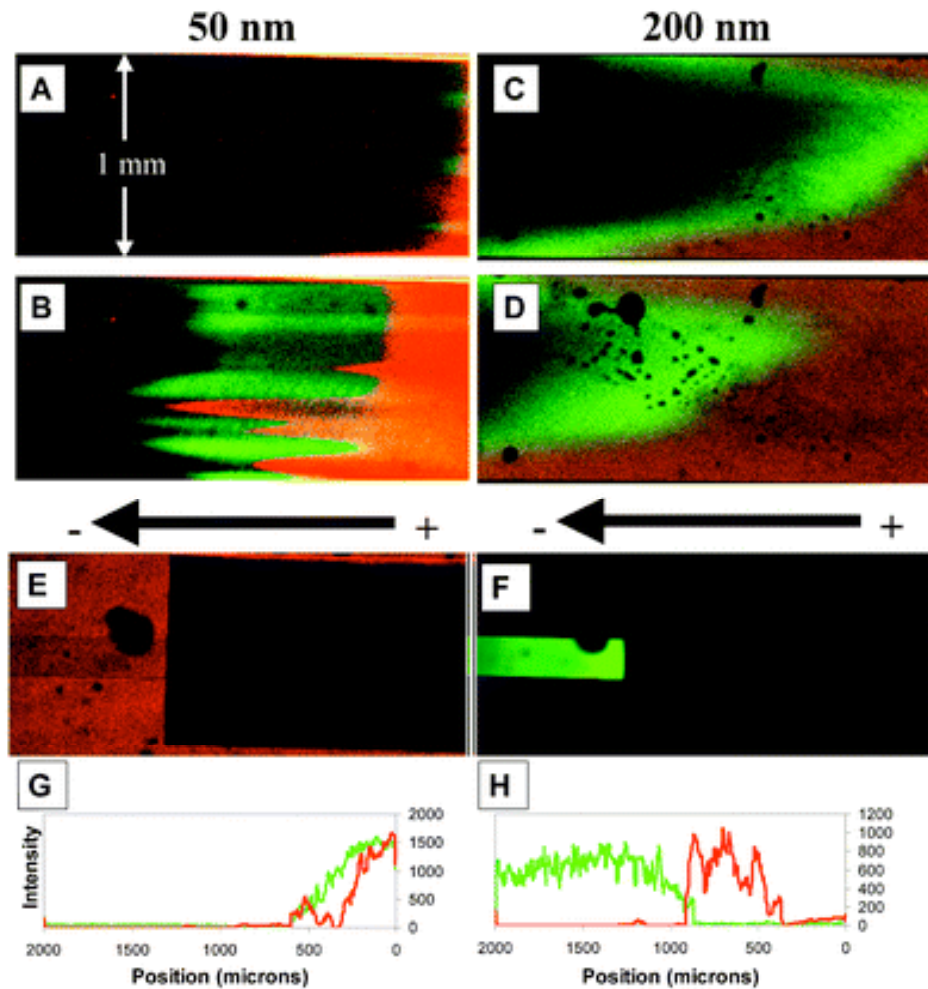 50 nm 200 nm
A C
1 mm
B D
- + - +
E F
G H
2000 1200
1500 1000
1000 800
500 600
0 400
200
0
Intensity
2000 1500 1000 500 0 2000 1500 1000 500 0
Position (microns) Position (microns)